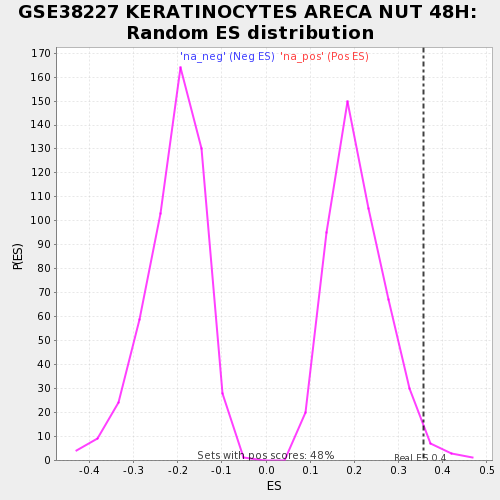 GSE38227 KERATINOCYTES ARECA NUT 48H:
Random ES distribution
'na_neg' (Neg ES) 'na_pos' (Pos ES)
170
160
150
140
130
120
110
100
90
80
70
60
50
40
30
20
10
0
P(ES)
Sets with pos scores: 48%
Real ES 0.4
-0.4 -0.3 -0.2 -0.1 0.0 0.1 0.2 0.3 0.4 0.5
ES